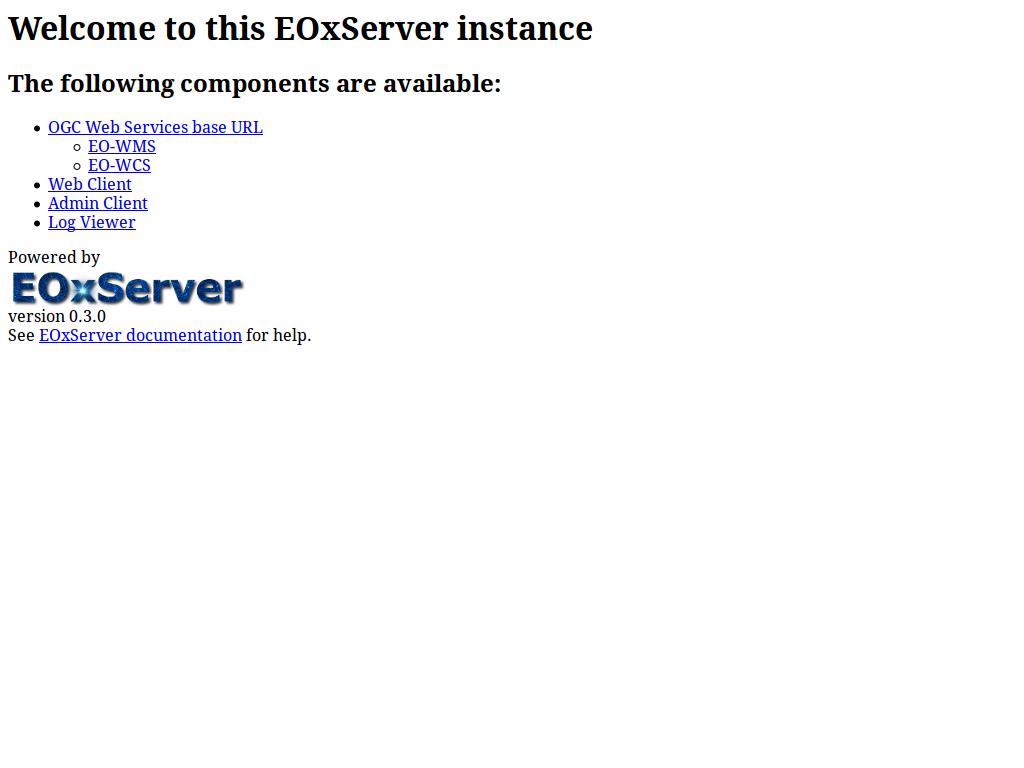 Welcome to this EOxServer instance
The following components are available:
OGC Web Services base URL
EO-WMS
EO-WCS
Web Client
Admin Client
Log Viewer
Powered by
EOxServer
version 0.3.0
See EOxServer documentation for help.